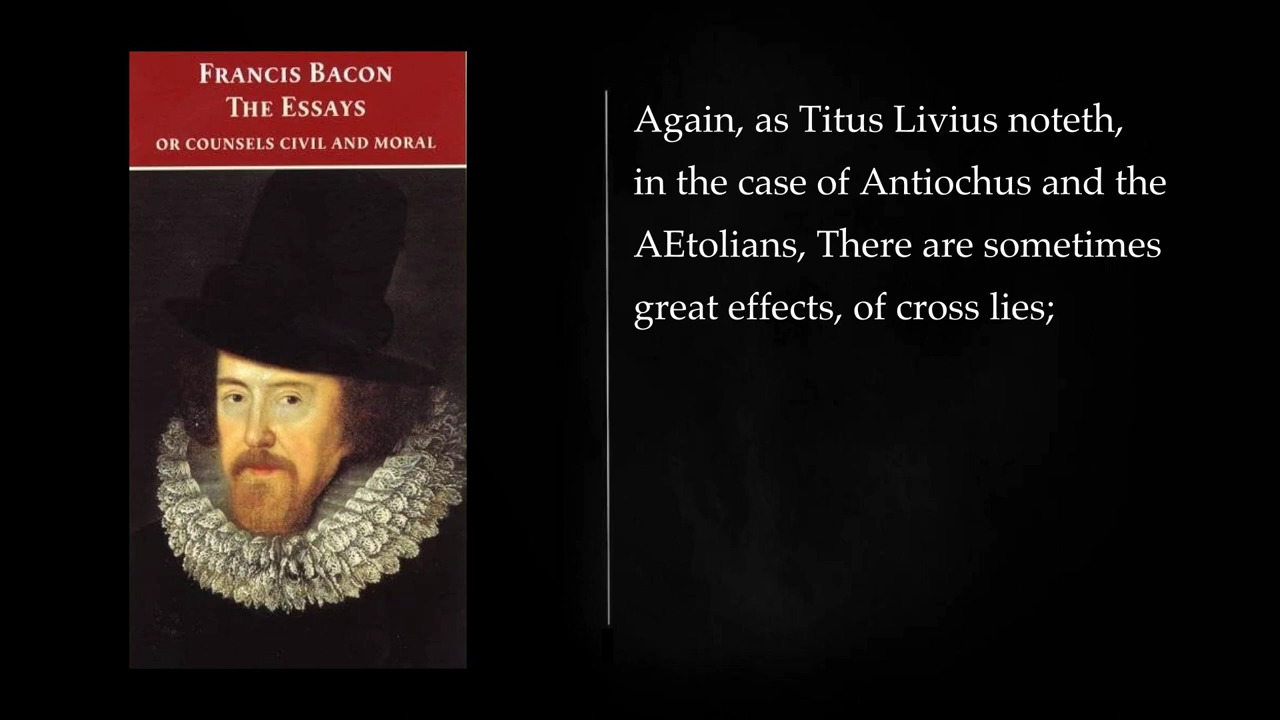 FRANCIS BACON
THE ESSAYS
OR COUNSELS CIVIL AND MORAL
Again, as Titus Livius noteth,
in the case of Antiochus and the
AEtolians, There are sometimes
great effects, of cross lies;